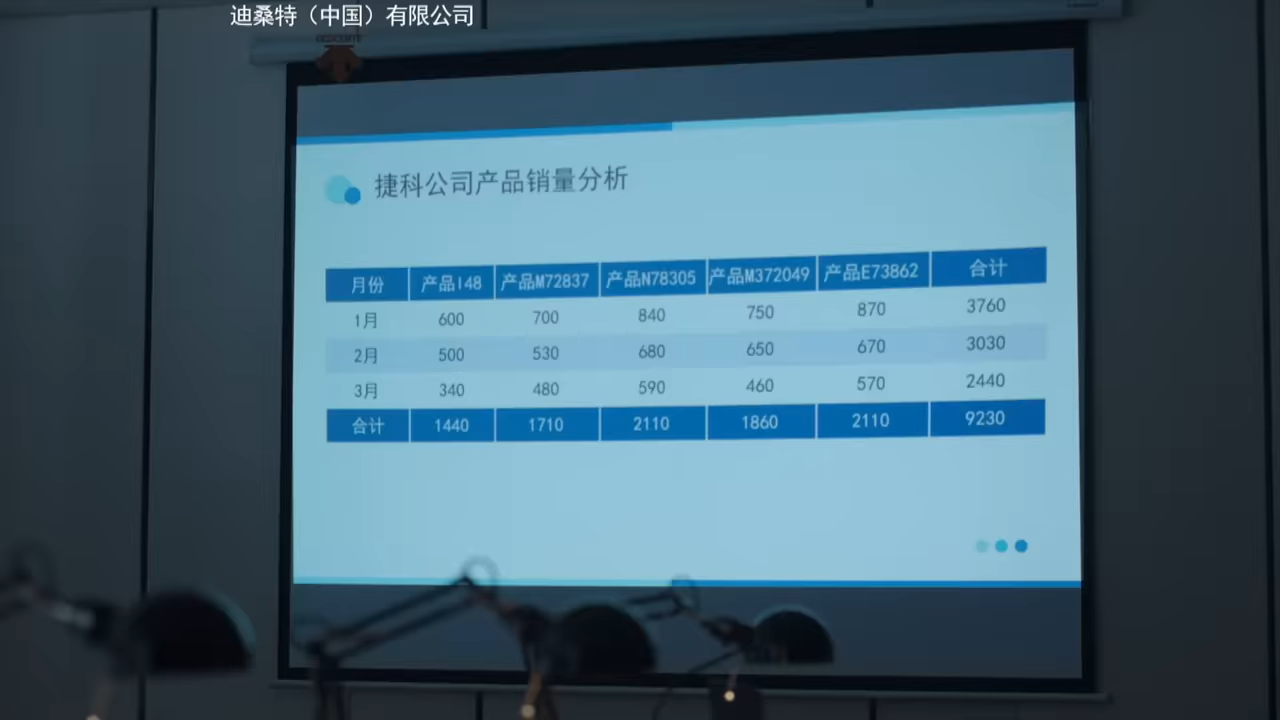 迪桑特（中国）有限公司
DESCENTE
捷科公司产品销量分析
月份 产品I48 产品M72837 产品N78305 产品M372049 产品E73862 合计
1月 600 700 840 750 870 3760
2月 500 530 680 650 670 3030
3月 340 480 590 460 570 2440
合计 1440 1710 2110 1860 2110 9230